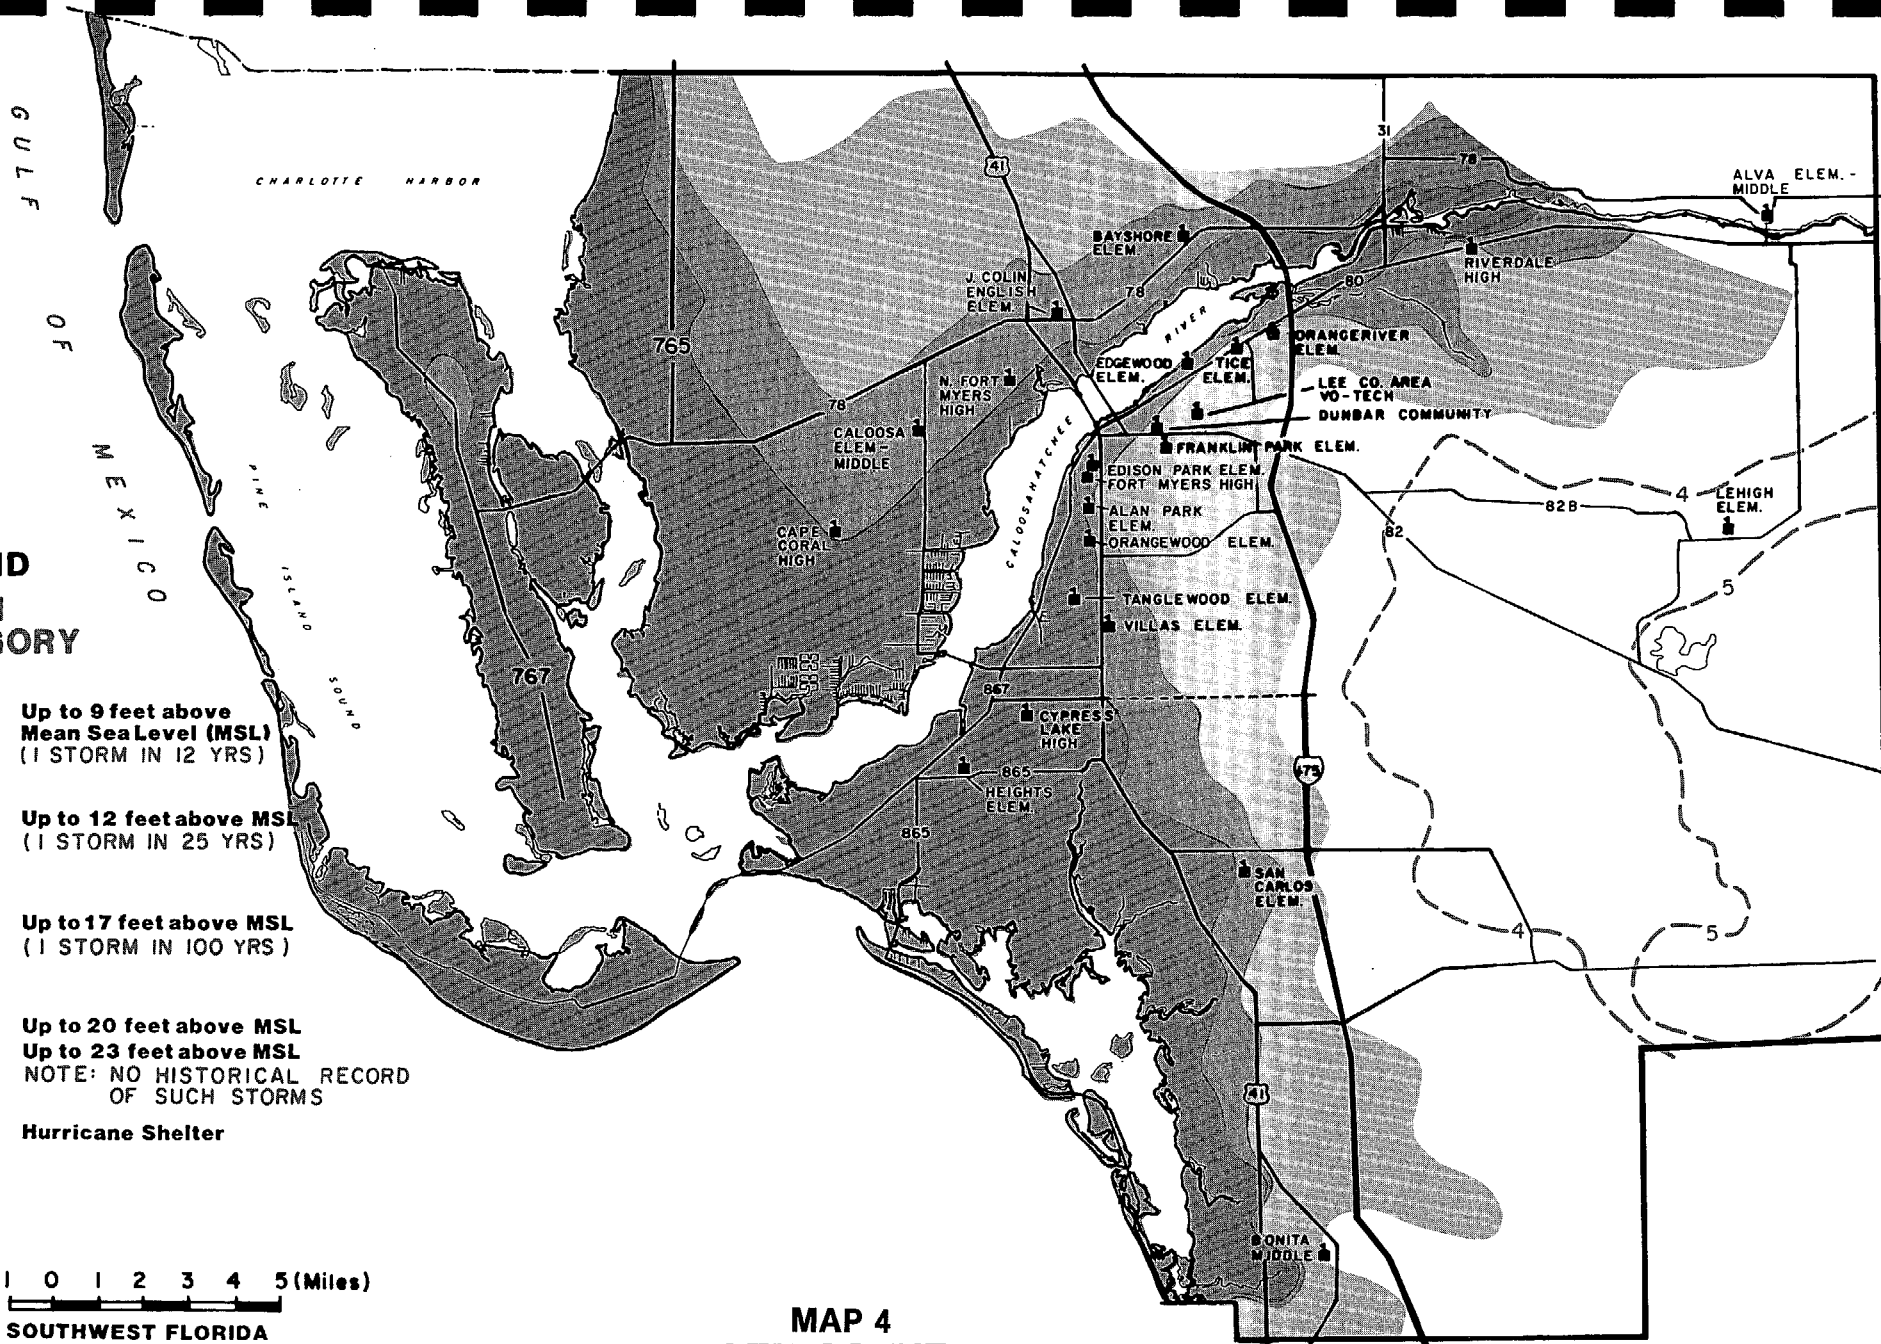 GULF
OF
MEXICO
CHARLOTTE HARBOR
PINE
ISLAND
SOUND
GORY
Up to 9 feet above
Mean Sea Level (MSL)
(1 STORM IN 12 YRS)
Up to 12 feet above MSL
(1 STORM IN 25 YRS)
Up to 17 feet above MSL
(1 STORM IN 100 YRS)
Up to 20 feet above MSL
Up to 23 feet above MSL
NOTE: NO HISTORICAL RECORD
OF SUCH STORMS
Hurricane Shelter
1 0 1 2 3 4 5 (Miles)
SOUTHWEST FLORIDA
MAP 4
765
767
78
78
78
41
31
80
82
82B
867
865
865
75
41
4
5
4
5
CALOOSAHATCHEE
RIVER
ALVA ELEM.-
MIDDLE
BAYSHORE
ELEM.
RIVERDALE
HIGH
J. COLIN
ENGLISH
ELEM.
N. FORT
MYERS
HIGH
CALOOSA
ELEM-
MIDDLE
CAPE
CORAL
HIGH
EDGEWOOD
ELEM.
TICE
ELEM.
ORANGERIVER
ELEM.
LEE CO. AREA
VO-TECH
DUNBAR COMMUNITY
FRANKLIN PARK ELEM.
EDISON PARK ELEM.
FORT MYERS HIGH
ALAN PARK
ELEM.
ORANGEWOOD ELEM.
TANGLEWOOD ELEM.
VILLAS ELEM.
LEHIGH
ELEM.
CYPRESS
LAKE
HIGH
HEIGHTS
ELEM.
SAN
CARLOS
ELEM.
BONITA
MIDDLE